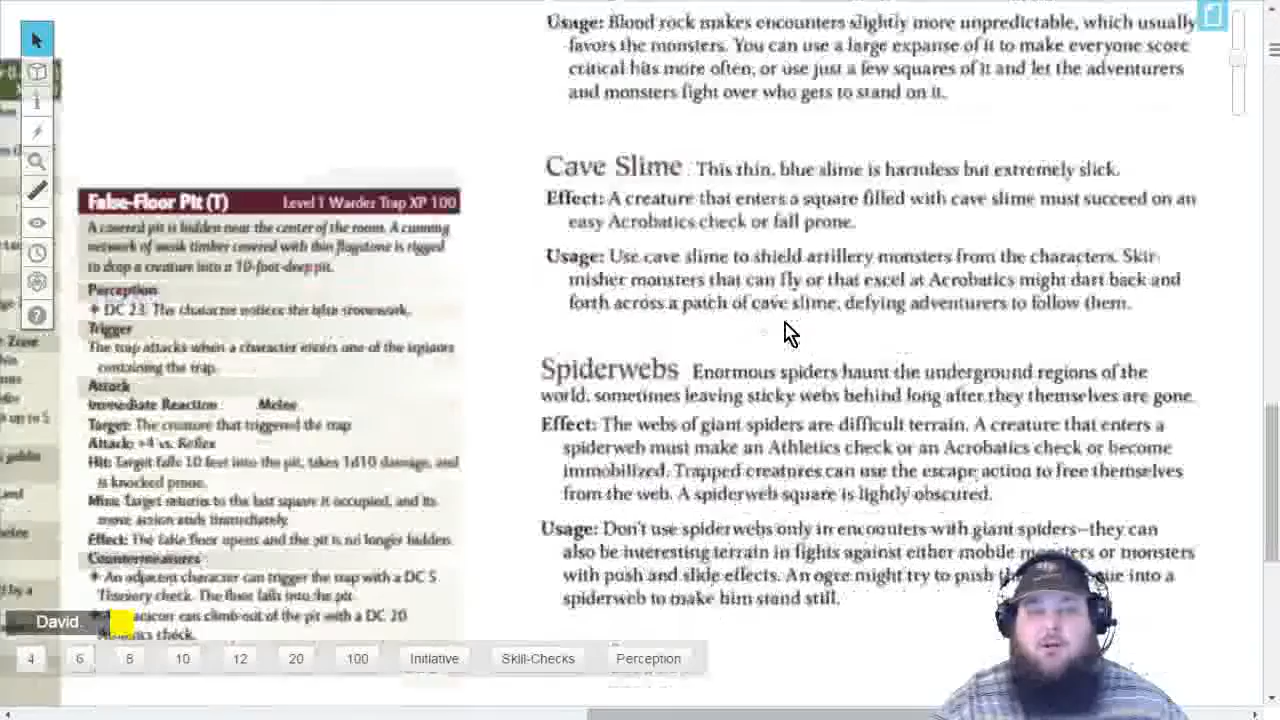 Usage: Blood rock makes encounters slightly more unpredictable, which usually
favors the monsters. You can use a large expanse of it to make everyone score
critical hits more often, or use just a few squares of it and let the adventurers
and monsters fight over who gets to stand on it.
Cave Slime This thin, blue slime is harmless but extremely slick.
Effect: A creature that enters a square filled with cave slime must succeed on an
easy Acrobatics check or fall prone.
Usage: Use cave slime to shield artillery monsters from the characters. Skir-
misher monsters that can fly or that excel at Acrobatics might dart back and
forth across a patch of cave slime, defying adventurers to follow them.
Spiderwebs Enormous spiders haunt the underground regions of the
world, sometimes leaving sticky webs behind long after they themselves are gone.
Effect: The webs of giant spiders are difficult terrain. A creature that enters a
spiderweb must make an Athletics check or an Acrobatics check or become
immobilized. Trapped creatures can use the escape action to free themselves
from the web. A spiderweb square is lightly obscured.
Usage: Don't use spiderwebs only in encounters with giant spiders—they can
also be interesting terrain in fights against either mobile monsters or monsters
with push and slide effects. An ogre might try to push into a
spiderweb to make him stand still.
False-Floor Pit (T) Level 1 Warder Trap XP 100
A covered pit is hidden near the center of the room. A cunning
network of weak timber covered with thin flagstone is rigged
to drop a creature into a 10-foot-deep pit.
Perception
DC 23: The character notices the false stonework.
Trigger
The trap attacks when a character enters one of the squares
containing the trap.
Attack
Immediate Reaction Melee
Target: The creature that triggered the trap
Attack: +4 vs. Reflex
Hit: Target falls 10 feet into the pit, takes 1d10 damage, and
is knocked prone.
Miss: Target returns to the last square it occupied, and its
move action ends immediately.
Effect: The false floor opens and the pit is no longer hidden.
Countermeasures
An adjacent character can trigger the trap with a DC 5
Thievery check. The floor falls into the pit.
can climb out of the pit with a DC 20
check.
Zone
up to 5
David
4 6 8 10 12 20 100 Initiative Skill-Checks Perception